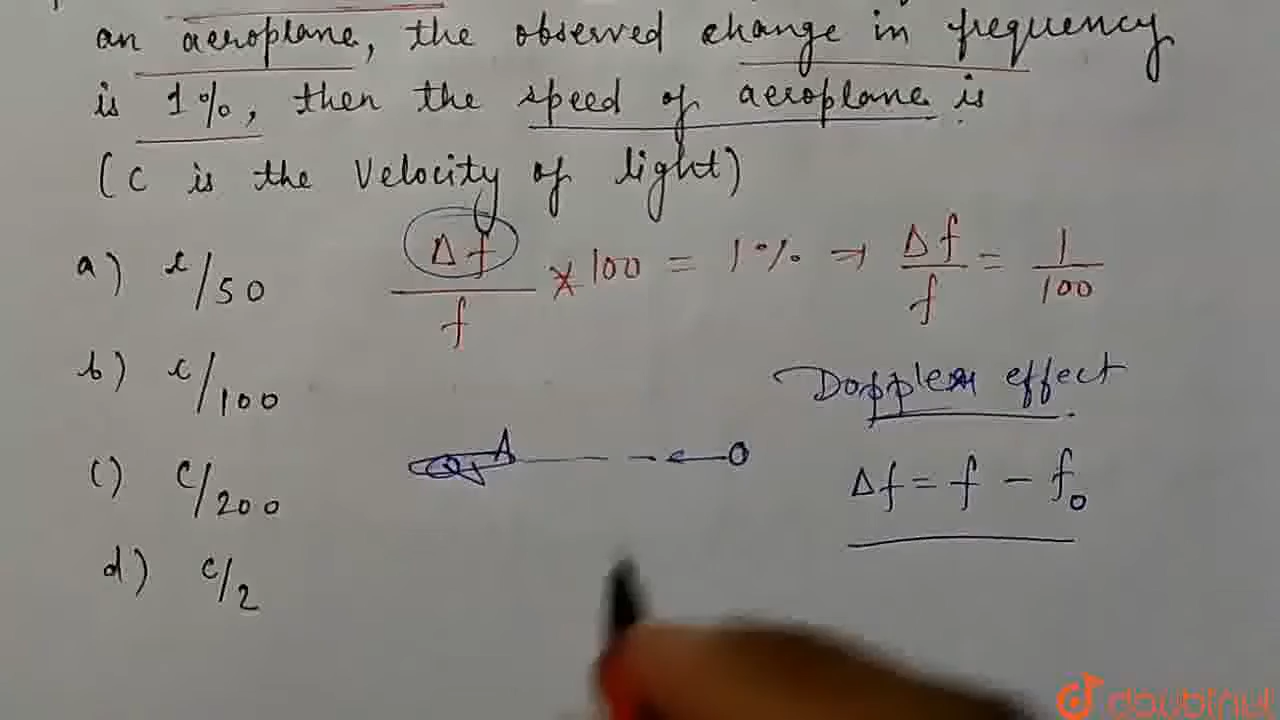 an aeroplane, the observed change in frequency
is 1%, then the speed of aeroplane is
(c is the Velocity of light)
a) c/50
Δf/f × 100 = 1% → Δf/f = 1/100
b) c/100
Doppler effect
c) c/200
Δf = f - f₀
d) c/2
doubtnut